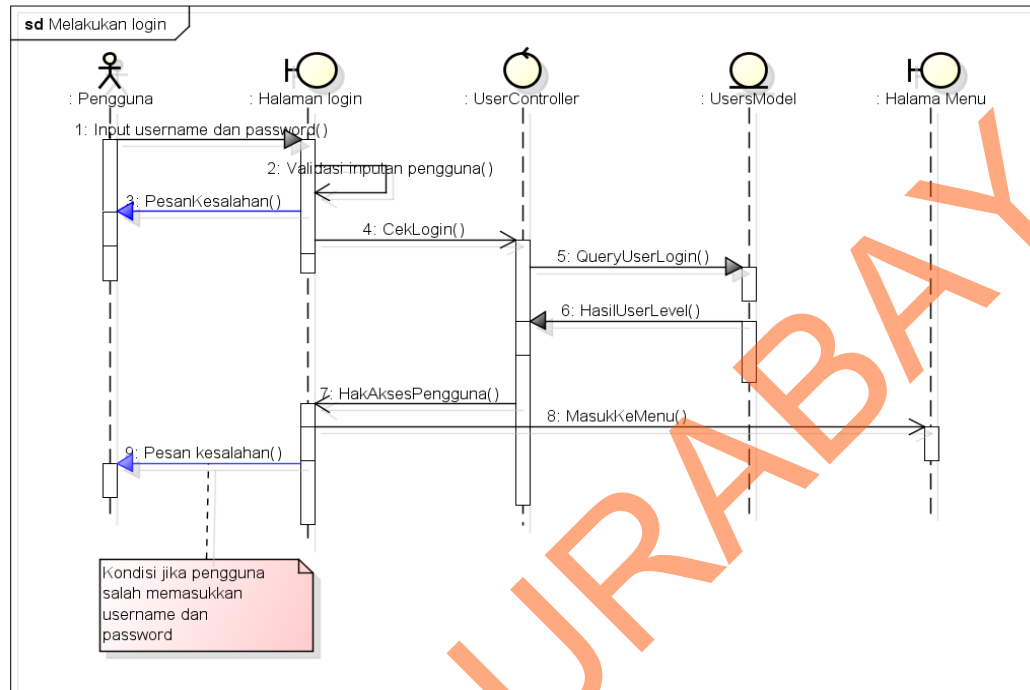 sd Melakukan login
: Pengguna
: Halaman login
: UserController
: UsersModel
: Halama Menu
1: Input username dan password()
2: Validasi inputan pengguna()
3: PesanKesalahan()
4: CekLogin()
5: QueryUserLogin()
6: HasilUserLevel()
7: HakAksesPengguna()
8: MasukKeMenu()
9: Pesan kesalahan()
Kondisi jika pengguna
salah memasukkan
username dan
password
URABAY